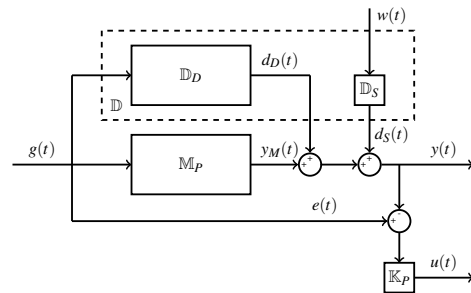 w(t)
𝔻_D
d_D(t)
𝔻_S
𝔻
d_S(t)
g(t)
𝕄_P
y_M(t)
+
+
+
+
y(t)
e(t)
-
+
𝕂_P
u(t)